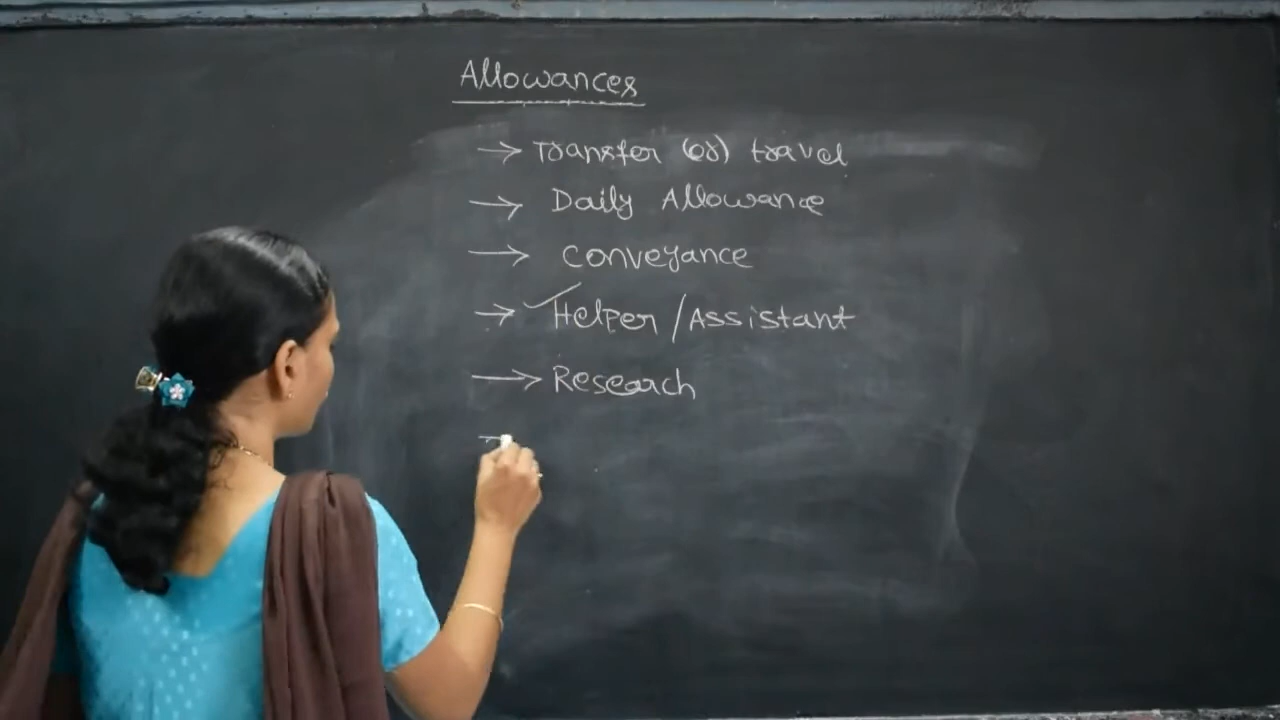 Allowances
→ Transfer (or) travel
→ Daily Allowance
→ conveyance
→ ✓Helper/Assistant
→ Research